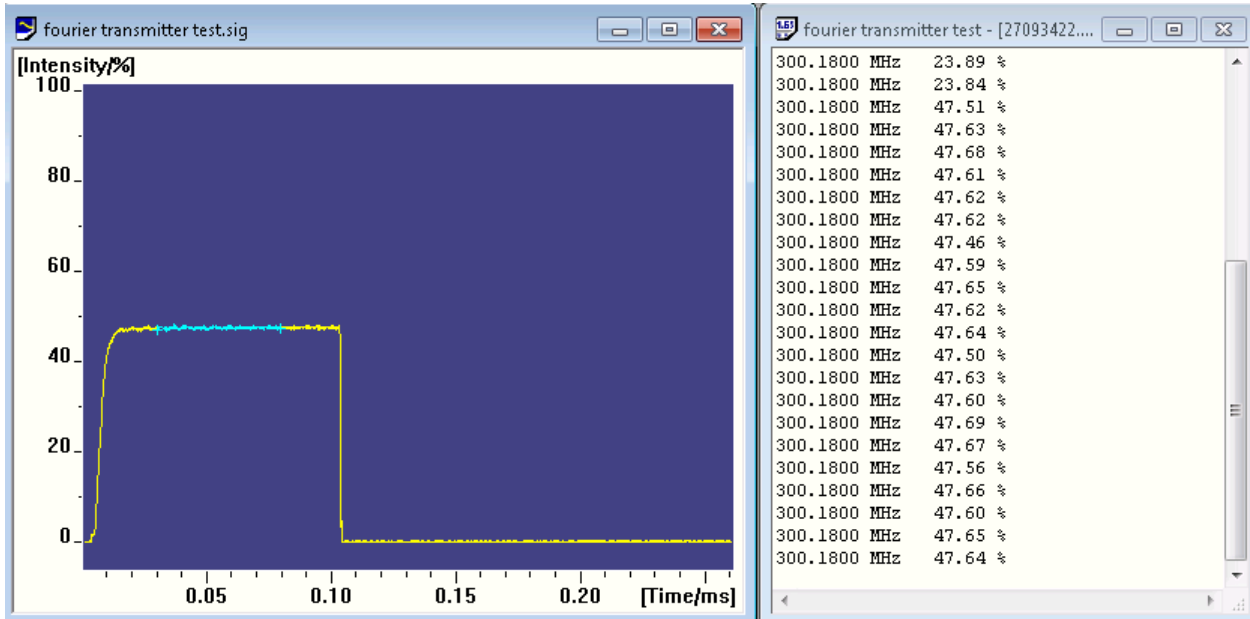 fourier transmitter test.sig
[Intensity/%]
100
80
60
40
20
0
0.05 0.10 0.15 0.20 [Time/ms]
1.63
fourier transmitter test - [27093422....
300.1800 MHz 23.89 %
300.1800 MHz 23.84 %
300.1800 MHz 47.51 %
300.1800 MHz 47.63 %
300.1800 MHz 47.68 %
300.1800 MHz 47.61 %
300.1800 MHz 47.62 %
300.1800 MHz 47.62 %
300.1800 MHz 47.46 %
300.1800 MHz 47.59 %
300.1800 MHz 47.65 %
300.1800 MHz 47.62 %
300.1800 MHz 47.64 %
300.1800 MHz 47.50 %
300.1800 MHz 47.63 %
300.1800 MHz 47.60 %
300.1800 MHz 47.69 %
300.1800 MHz 47.67 %
300.1800 MHz 47.56 %
300.1800 MHz 47.66 %
300.1800 MHz 47.60 %
300.1800 MHz 47.65 %
300.1800 MHz 47.64 %